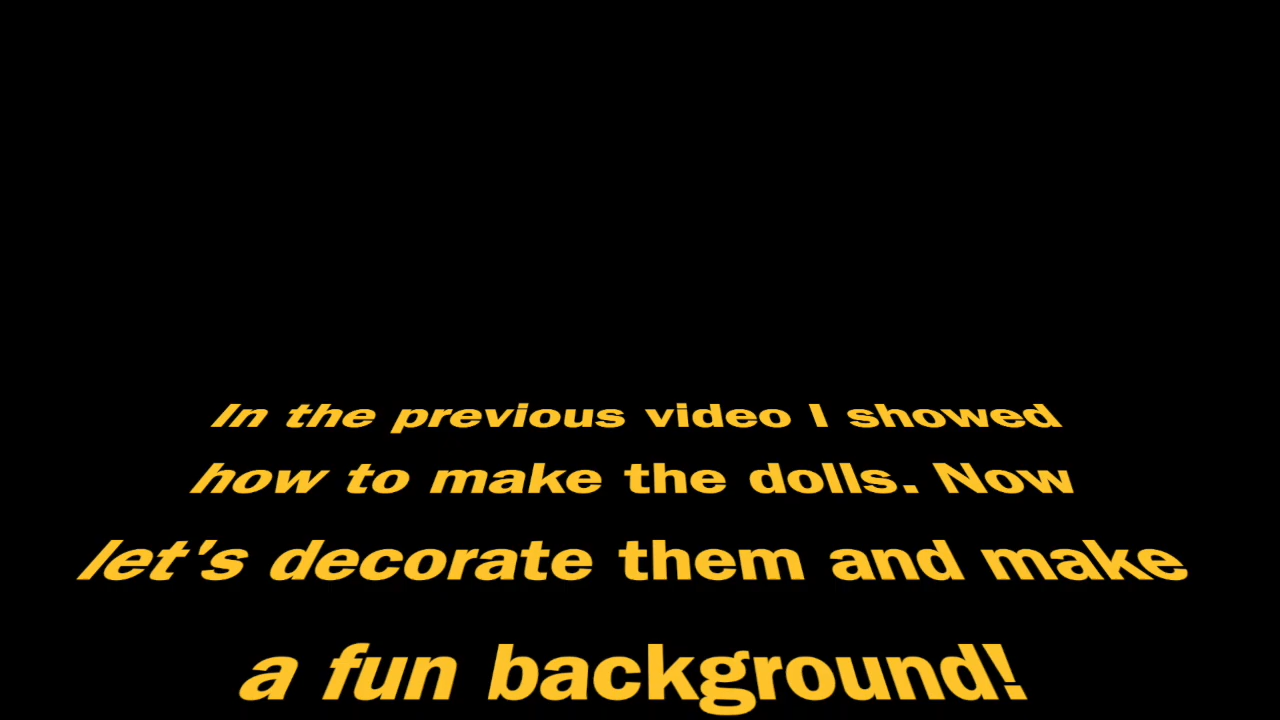 In the previous video I showed
how to make the dolls. Now
let's decorate them and make
a fun background!